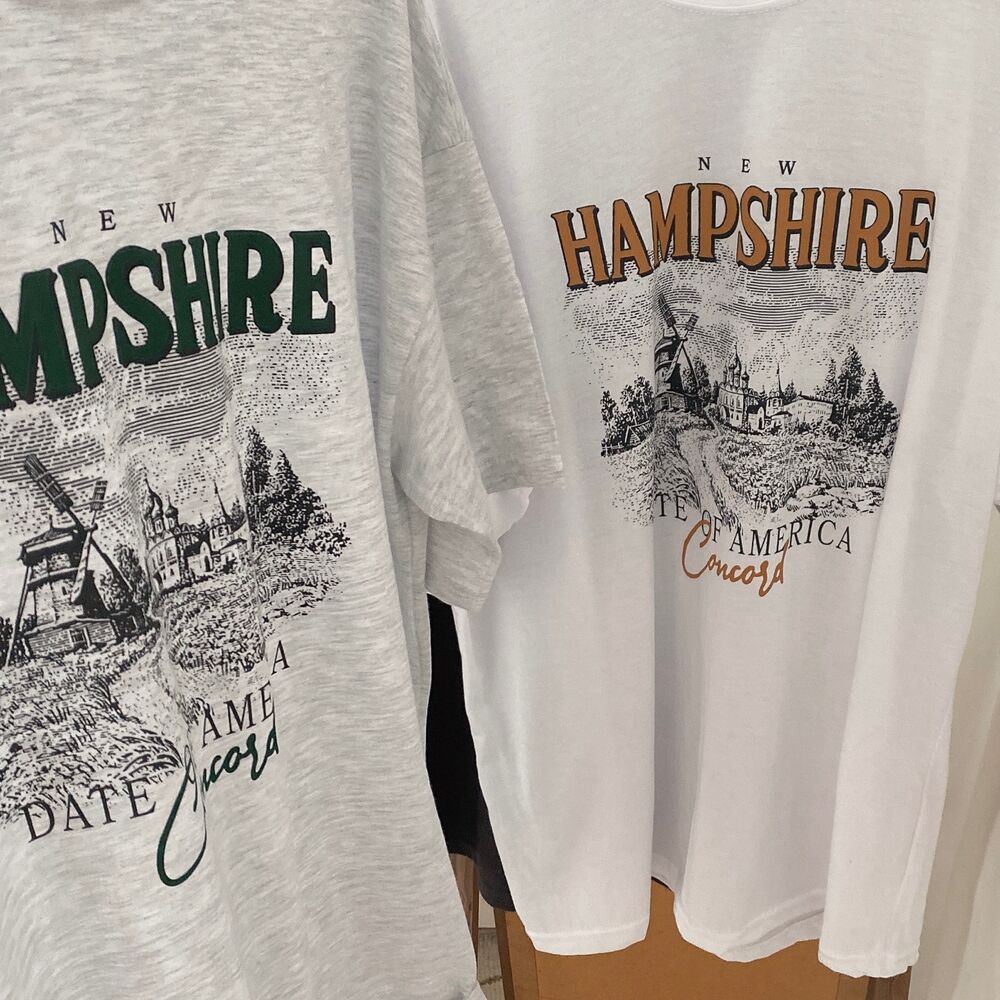 NEW
MPSHIRE
A
AME
DATE
Concord
NEW
HAMPSHIRE
TE OF AMERICA
Concord